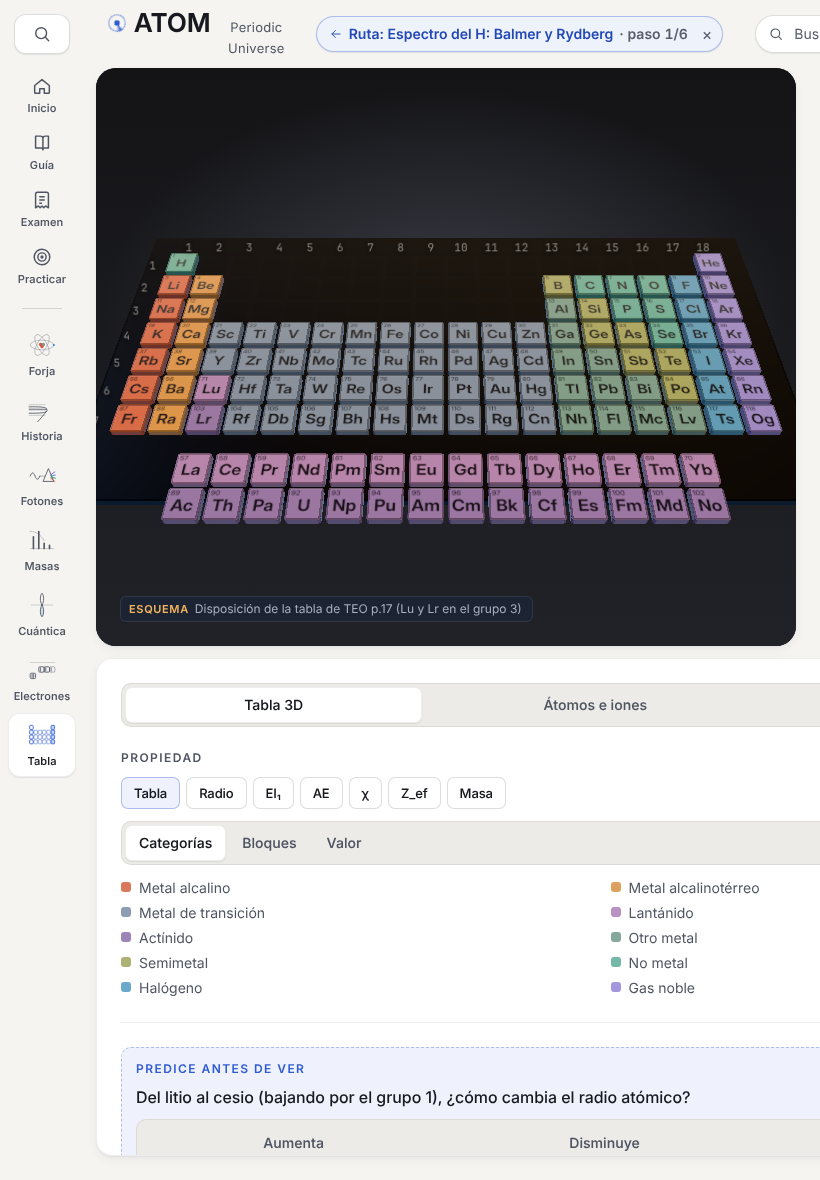 ATOM
Periodic
Universe
← Ruta: Espectro del H: Balmer y Rydberg · paso 1/6 ×
Bus
Inicio
Guía
Examen
Practicar
Forja
Historia
Fotones
Masas
Cuántica
Electrones
Tabla
1 2 3 4 5 6 7 8 9 10 11 12 13 14 15 16 17 18
1 H He
2 Li Be B C N O F Ne
3 Na Mg Al Si P S Cl Ar
4 K Ca Sc Ti V Cr Mn Fe Co Ni Cu Zn Ga Ge As Se Br Kr
5 Rb Sr Y Zr Nb Mo Tc Ru Rh Pd Ag Cd In Sn Sb Te I Xe
6 Cs Ba Lu Hf Ta W Re Os Ir Pt Au Hg Tl Pb Bi Po At Rn
7 Fr Ra Lr Rf Db Sg Bh Hs Mt Ds Rg Cn Nh Fl Mc Lv Ts Og
La Ce Pr Nd Pm Sm Eu Gd Tb Dy Ho Er Tm Yb
Ac Th Pa U Np Pu Am Cm Bk Cf Es Fm Md No
ESQUEMA Disposición de la tabla de TEO p.17 (Lu y Lr en el grupo 3)
Tabla 3D Átomos e iones
PROPIEDAD
Tabla Radio EI₁ AE χ Z_ef Masa
Categorías Bloques Valor
Metal alcalino Metal alcalinotérreo
Metal de transición Lantánido
Actínido Otro metal
Semimetal No metal
Halógeno Gas noble
PREDICE ANTES DE VER
Del litio al cesio (bajando por el grupo 1), ¿cómo cambia el radio atómico?
Aumenta Disminuye